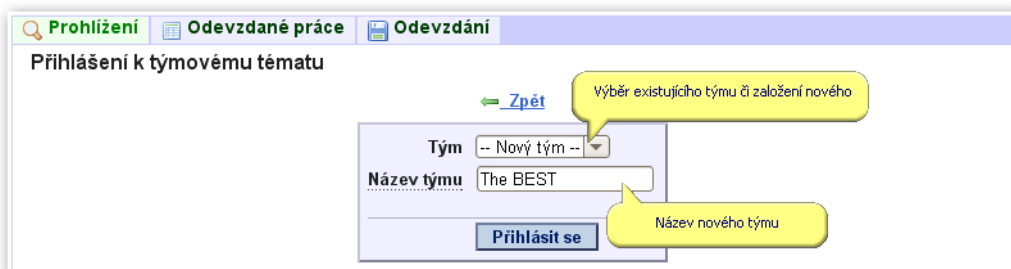 Prohlížení Odevzdané práce Odevzdání
Přihlášení k týmovému tématu
Zpět
Výběr existujícího týmu či založení nového
Tým -- Nový tým --
Název týmu The BEST
Název nového týmu
Přihlásit se